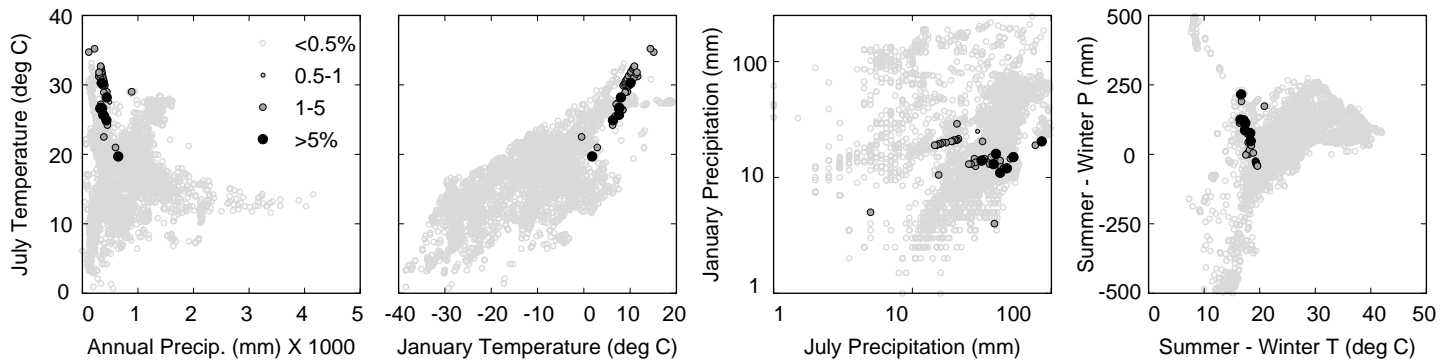 July Temperature (deg C)
40
30
20
10
0
0 1 2 3 4 5
Annual Precip. (mm) X 1000
<0.5%
0.5-1
1-5
>5%
-40 -30 -20 -10 0 10 20
January Temperature (deg C)
January Precipitation (mm)
100
10
1
1 10 100
July Precipitation (mm)
Summer - Winter P (mm)
500
250
0
-250
-500
0 10 20 30 40 50
Summer - Winter T (deg C)